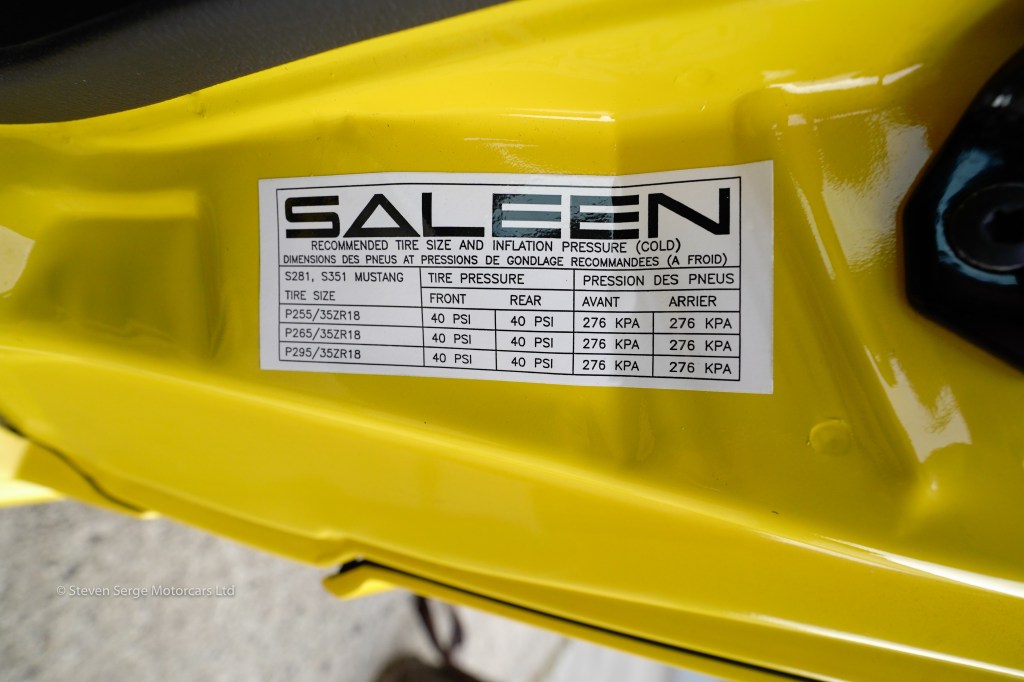 SALEEN
RECOMMENDED TIRE SIZE AND INFLATION PRESSURE (COLD)
DIMENSIONS DES PNEUS AT PRESSIONS DE GONDLAGE RECOMMANDEES (A FROID)
S281, S351 MUSTANG TIRE PRESSURE PRESSION DES PNEUS
TIRE SIZE FRONT REAR AVANT ARRIER
P255/35ZR18 40 PSI 40 PSI 276 KPA 276 KPA
P265/35ZR18 40 PSI 40 PSI 276 KPA 276 KPA
P295/35ZR18 40 PSI 40 PSI 276 KPA 276 KPA
© Steven Serge Motorcars Ltd